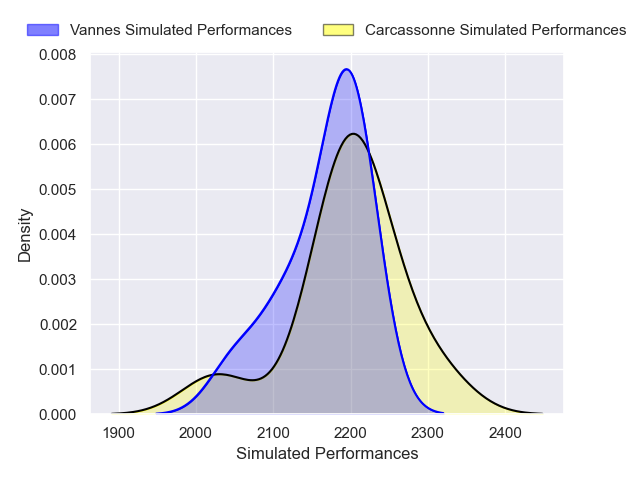 Vannes Simulated Performances Carcassonne Simulated Performances
0.008
0.007
0.006
0.005
0.004
0.003
0.002
0.001
0.000
Density
1900 2000 2100 2200 2300 2400
Simulated Performances